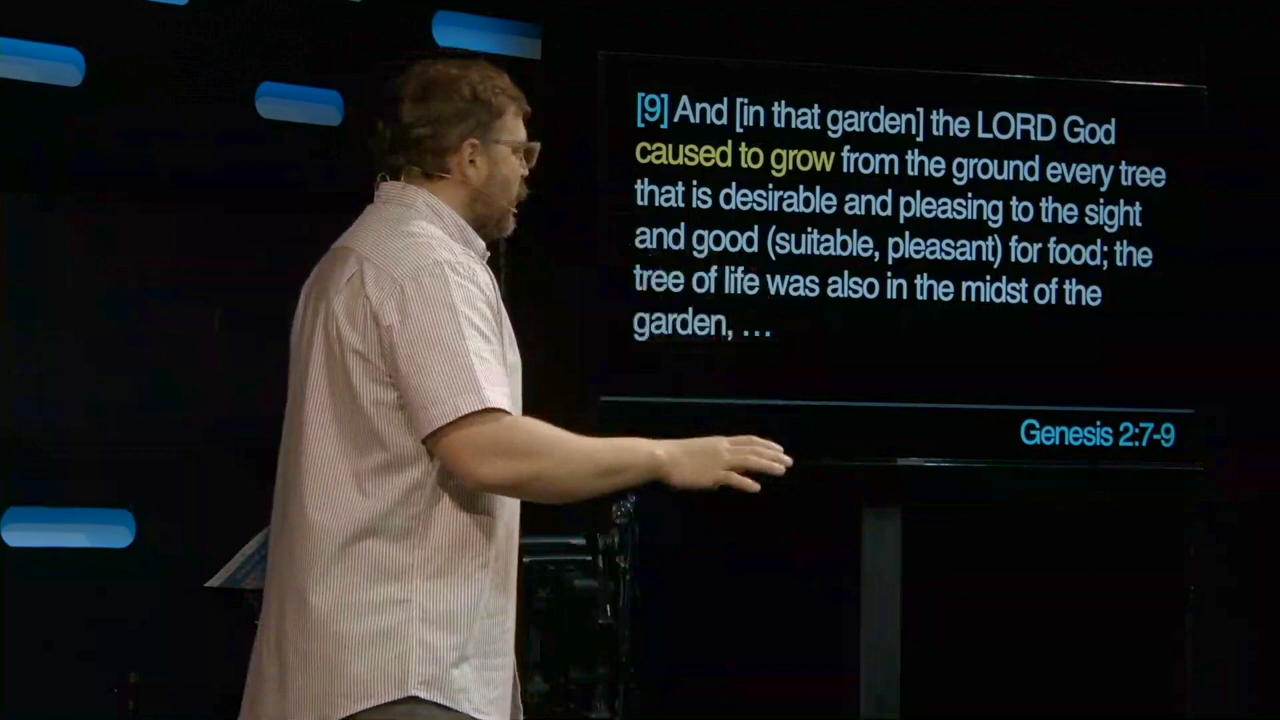 [9] And [in that garden] the LORD God
caused to grow from the ground every tree
that is desirable and pleasing to the sight
and good (suitable, pleasant) for food; the
tree of life was also in the midst of the
garden, …
Genesis 2:7-9